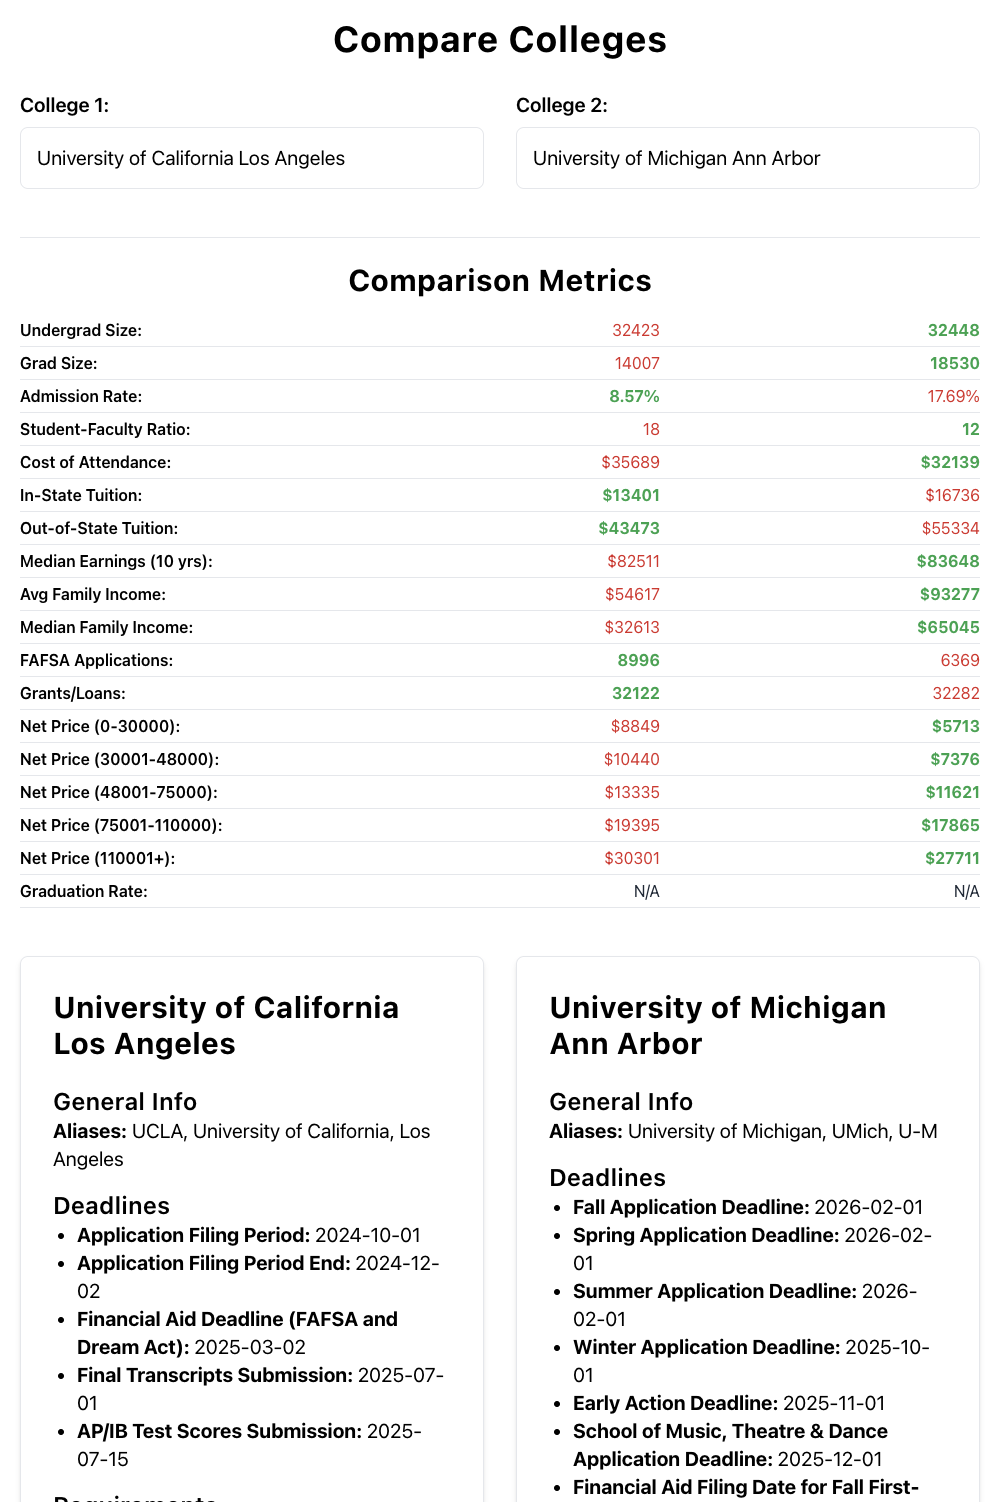 Compare Colleges
College 1:
College 2:
University of California Los Angeles
University of Michigan Ann Arbor
Comparison Metrics
Undergrad Size: 32423 32448
Grad Size: 14007 18530
Admission Rate: 8.57% 17.69%
Student-Faculty Ratio: 18 12
Cost of Attendance: $35689 $32139
In-State Tuition: $13401 $16736
Out-of-State Tuition: $43473 $55334
Median Earnings (10 yrs): $82511 $83648
Avg Family Income: $54617 $93277
Median Family Income: $32613 $65045
FAFSA Applications: 8996 6369
Grants/Loans: 32122 32282
Net Price (0-30000): $8849 $5713
Net Price (30001-48000): $10440 $7376
Net Price (48001-75000): $13335 $11621
Net Price (75001-110000): $19395 $17865
Net Price (110001+): $30301 $27711
Graduation Rate: N/A N/A
University of California
Los Angeles
General Info
Aliases: UCLA, University of California, Los
Angeles
Deadlines
• Application Filing Period: 2024-10-01
• Application Filing Period End: 2024-12-
02
• Financial Aid Deadline (FAFSA and
Dream Act): 2025-03-02
• Final Transcripts Submission: 2025-07-
01
• AP/IB Test Scores Submission: 2025-
07-15
Requirements
University of Michigan
Ann Arbor
General Info
Aliases: University of Michigan, UMich, U-M
Deadlines
• Fall Application Deadline: 2026-02-01
• Spring Application Deadline: 2026-02-
01
• Summer Application Deadline: 2026-
02-01
• Winter Application Deadline: 2025-10-
01
• Early Action Deadline: 2025-11-01
• School of Music, Theatre & Dance
Application Deadline: 2025-12-01
• Financial Aid Filing Date for Fall First-